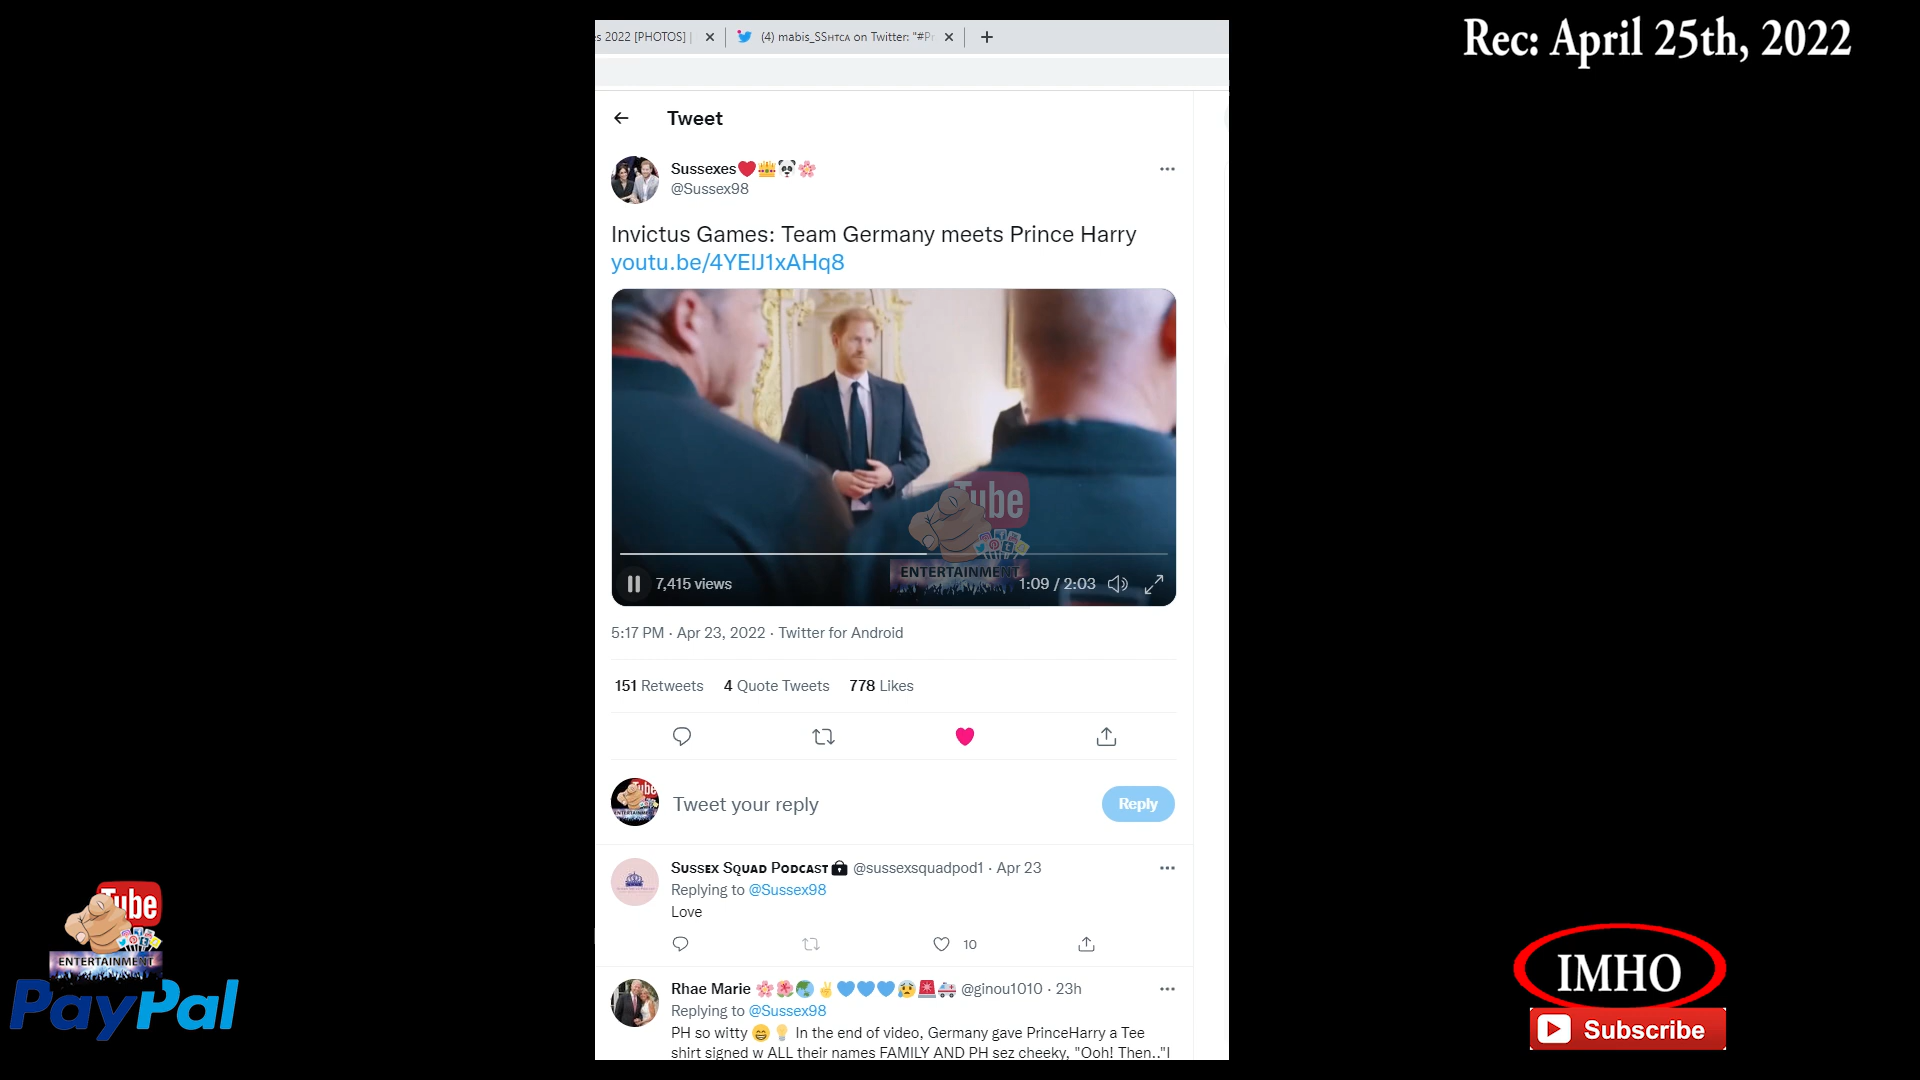 Rec: April 25th, 2022
s 2022 [PHOTOS] |
(4) mabis_SSHTCA on Twitter: "#Pr
Tweet
Sussexes❤️👑🐼🌸
@Sussex98
Invictus Games: Team Germany meets Prince Harry
youtu.be/4YEIJ1xAHq8
Tube
ENTERTAINMENT
7,415 views
1:09 / 2:03
5:17 PM · Apr 23, 2022 · Twitter for Android
151 Retweets 4 Quote Tweets 778 Likes
Tweet your reply
Reply
Sussex Squad Podcast @sussexsquadpod1 · Apr 23
Replying to @Sussex98
Love
10
Rhae Marie 🌸🌺🌏✌️💙💙💙😰🚨🚑 @ginou1010 · 23h
Replying to @Sussex98
PH so witty 😁💡 In the end of video, Germany gave PrinceHarry a Tee
shirt signed w ALL their names FAMILY AND PH sez cheeky, "Ooh! Then.."I
Tube
ENTERTAINMENT
PayPal
IMHO
Subscribe